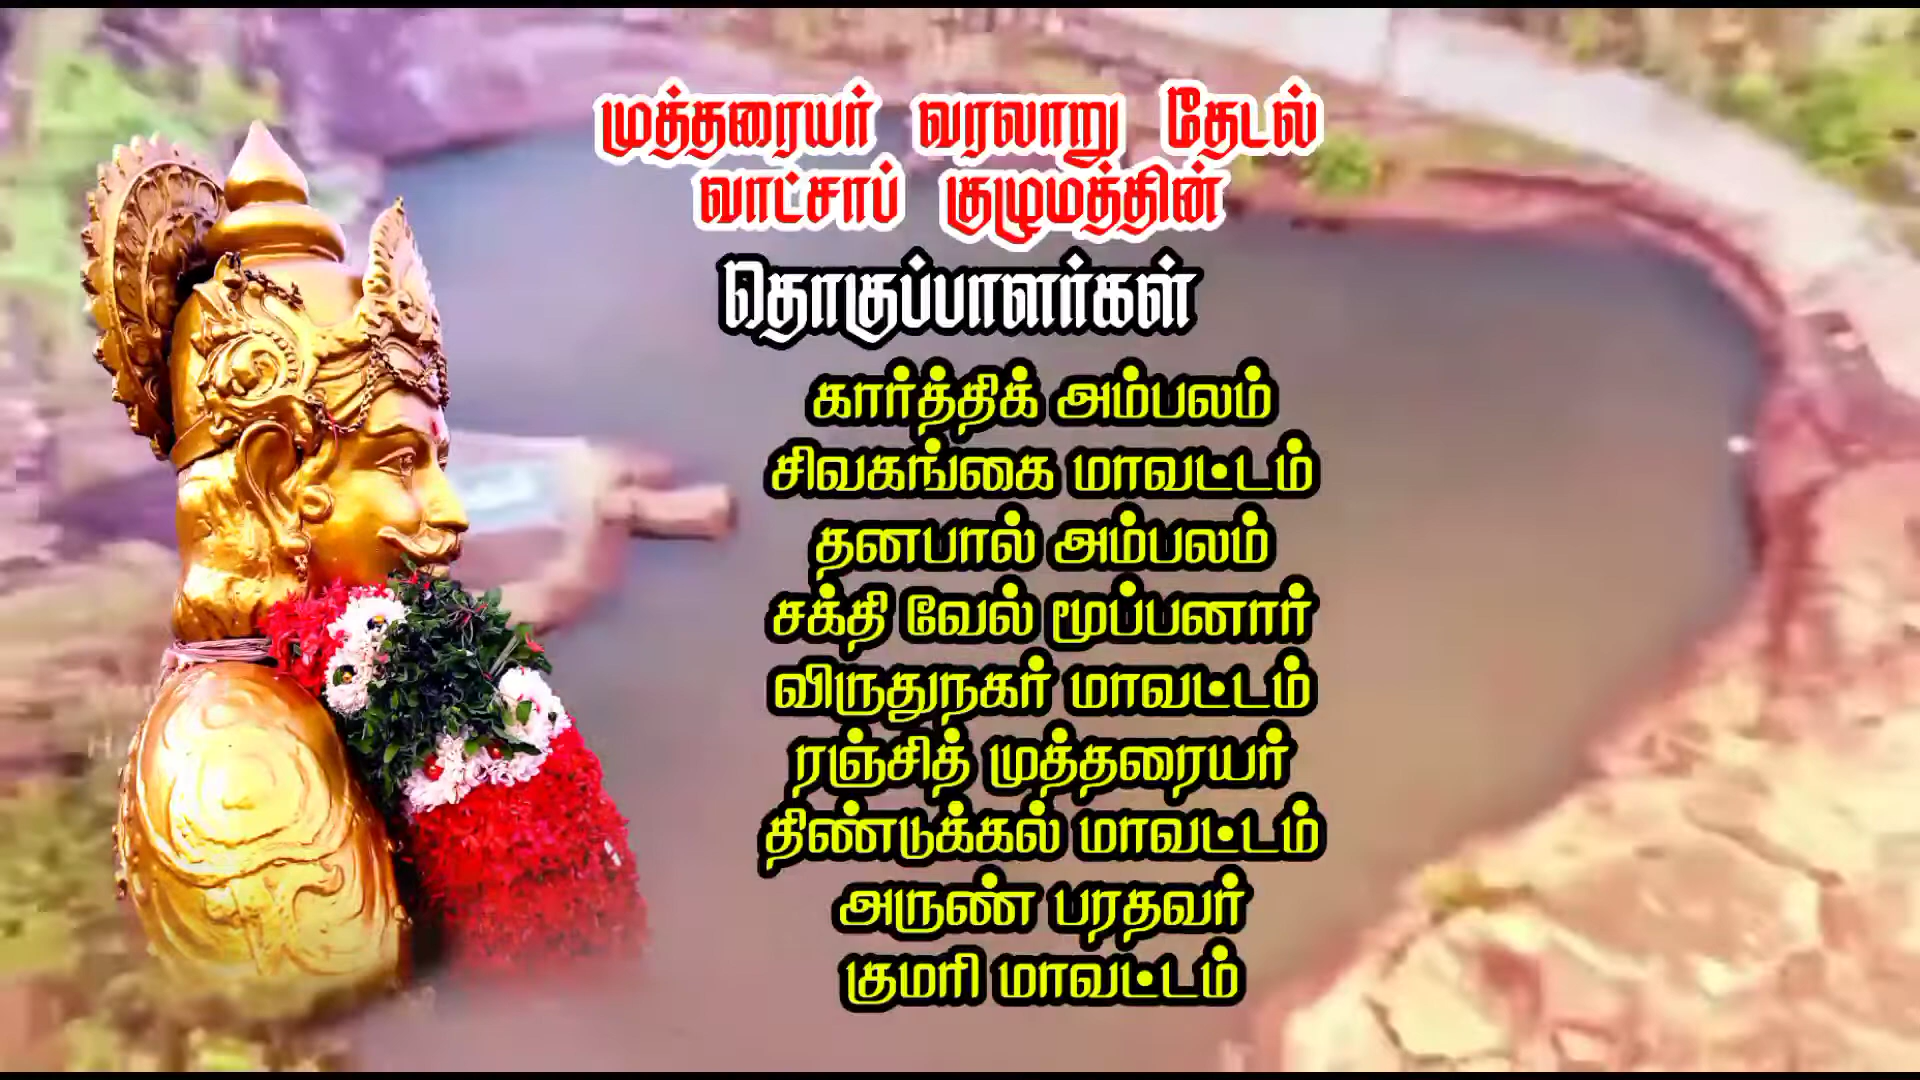 முத்தரையர் வரலாறு தேடல்
வாட்சாப் குழுமத்தின்
தொகுப்பாளர்கள்
கார்த்திக் அம்பலம்
சிவகங்கை மாவட்டம்
தனபால் அம்பலம்
சக்தி வேல் மூப்பனார்
விருதுநகர் மாவட்டம்
ரஞ்சித் முத்தரையர்
திண்டுக்கல் மாவட்டம்
அருண் பரதவர்
குமரி மாவட்டம்